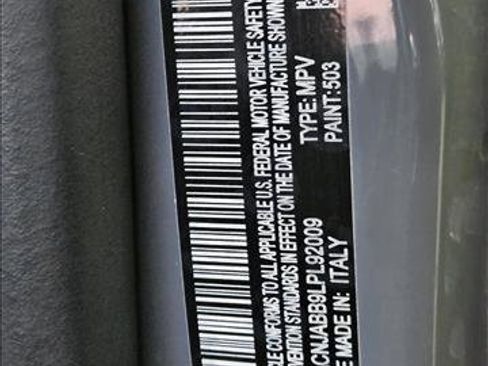 CLE CONFORMS TO ALL APPLICABLE U.S. FEDERAL MOTOR VEHICLE SAFETY
VENTION STANDARDS IN EFFECT ON THE DATE OF MANUFACTURE SHOWN
CNJABB9LPL92009 TYPE: MPV
E MADE IN: ITALY PAINT: 503